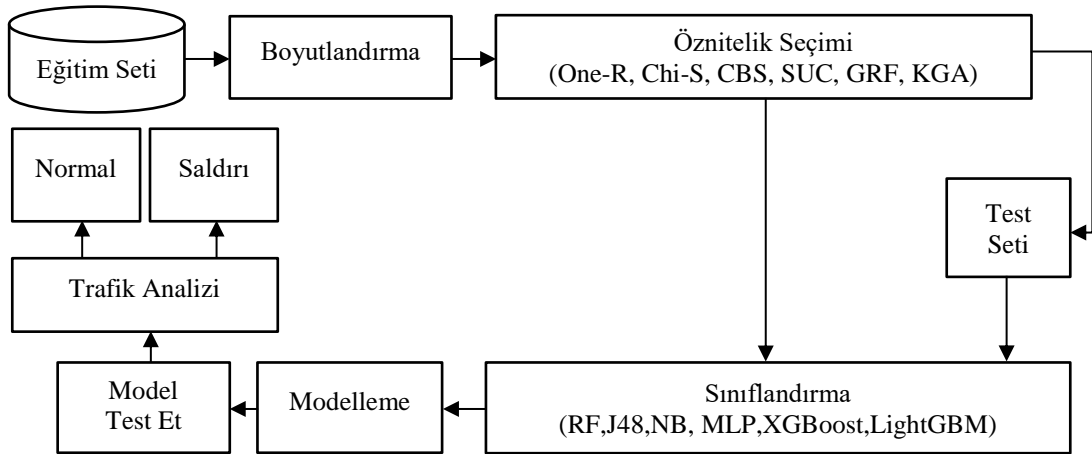 Eğitim Seti
Boyutlandırma
Öznitelik Seçimi
(One-R, Chi-S, CBS, SUC, GRF, KGA)
Normal
Saldırı
Test
Seti
Trafik Analizi
Model
Test Et
Modelleme
Sınıflandırma
(RF,J48,NB, MLP,XGBoost,LightGBM)